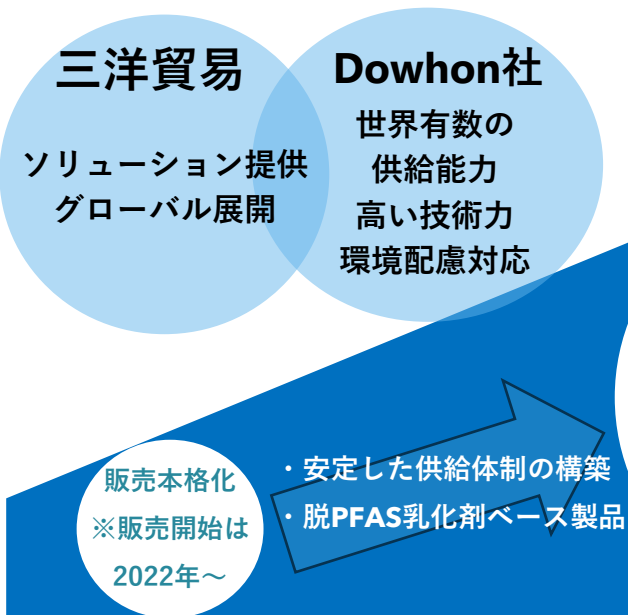 三洋貿易
ソリューション提供
グローバル展開
Dowhon社
世界有数の
供給能力
高い技術力
環境配慮対応
販売本格化
※販売開始は
2022年～
・安定した供給体制の構築
・脱PFAS乳化剤ベース製品